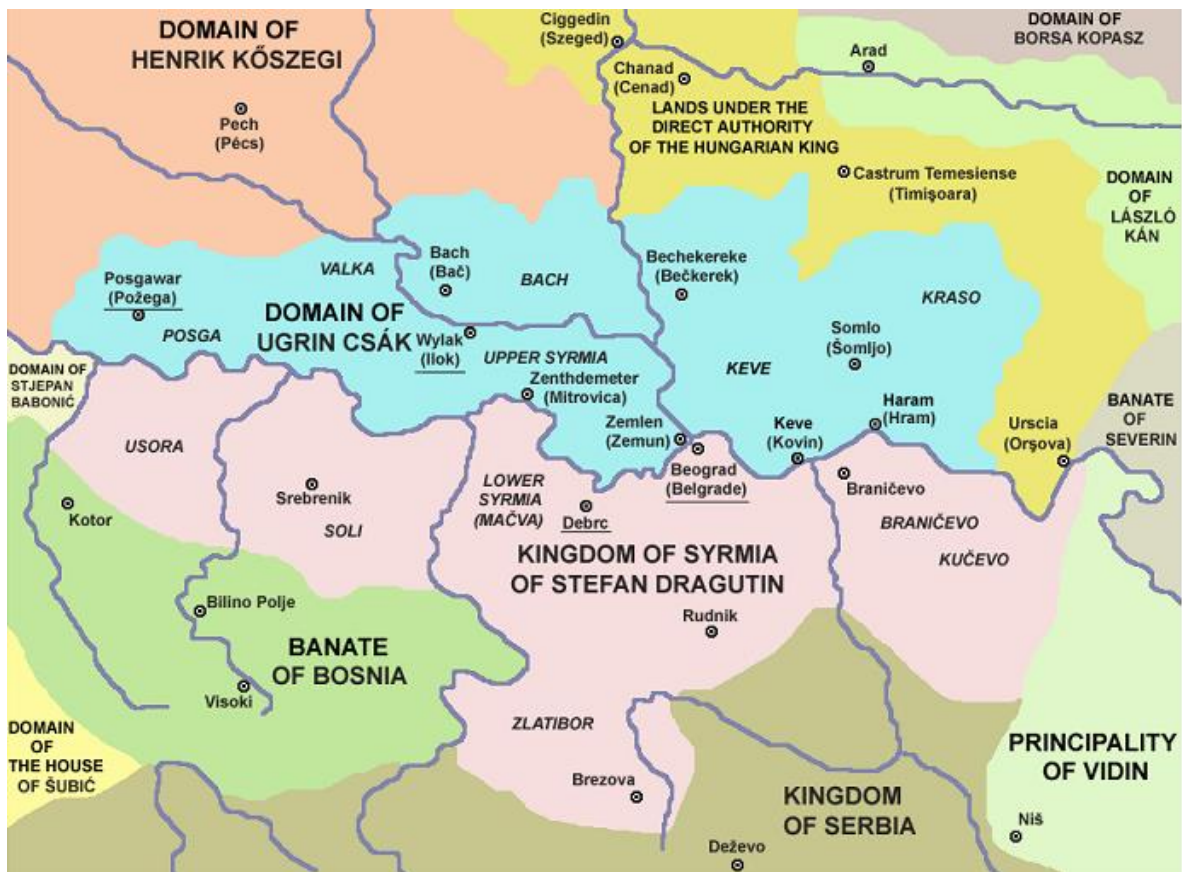 DOMAIN OF
HENRIK KŐSZEGI
Ciggedin
(Szeged)
DOMAIN OF
BORSA KOPASZ
Arad
Chanad
(Cenad)
LANDS UNDER THE
DIRECT AUTHORITY
OF THE HUNGARIAN KING
Pech
(Pécs)
Castrum Temesiense
(Timişoara)
DOMAIN
OF
LÁSZLÓ
KÁN
Posgawar
(Požega)
VALKA
Bach
(Bač)
BACH
Bechekereke
(Bečkerek)
KRASO
POSGA
DOMAIN OF
UGRIN CSÁK
Wylak
(Ilok)
UPPER SYRMIA
Somlo
(Šomljo)
KEVE
DOMAIN OF
STJEPAN
BABONIĆ
Zenthdemeter
(Mitrovica)
Zemlen
(Zemun)
Keve
(Kovin)
Haram
(Hram)
Urscia
(Orşova)
BANATE
OF
SEVERIN
USORA
Srebrenik
SOLI
LOWER
SYRMIA
(MAČVA)
Beograd
(Belgrade)
Braničevo
Kotor
Debrc
BRANIČEVO
KUČEVO
KINGDOM OF SYRMIA
OF STEFAN DRAGUTIN
Bilino Polje
Rudnik
BANATE
OF BOSNIA
Visoki
DOMAIN
OF
THE HOUSE
OF ŠUBIĆ
ZLATIBOR
Brezova
PRINCIPALITY
OF VIDIN
KINGDOM
OF SERBIA
Niš
Deževo